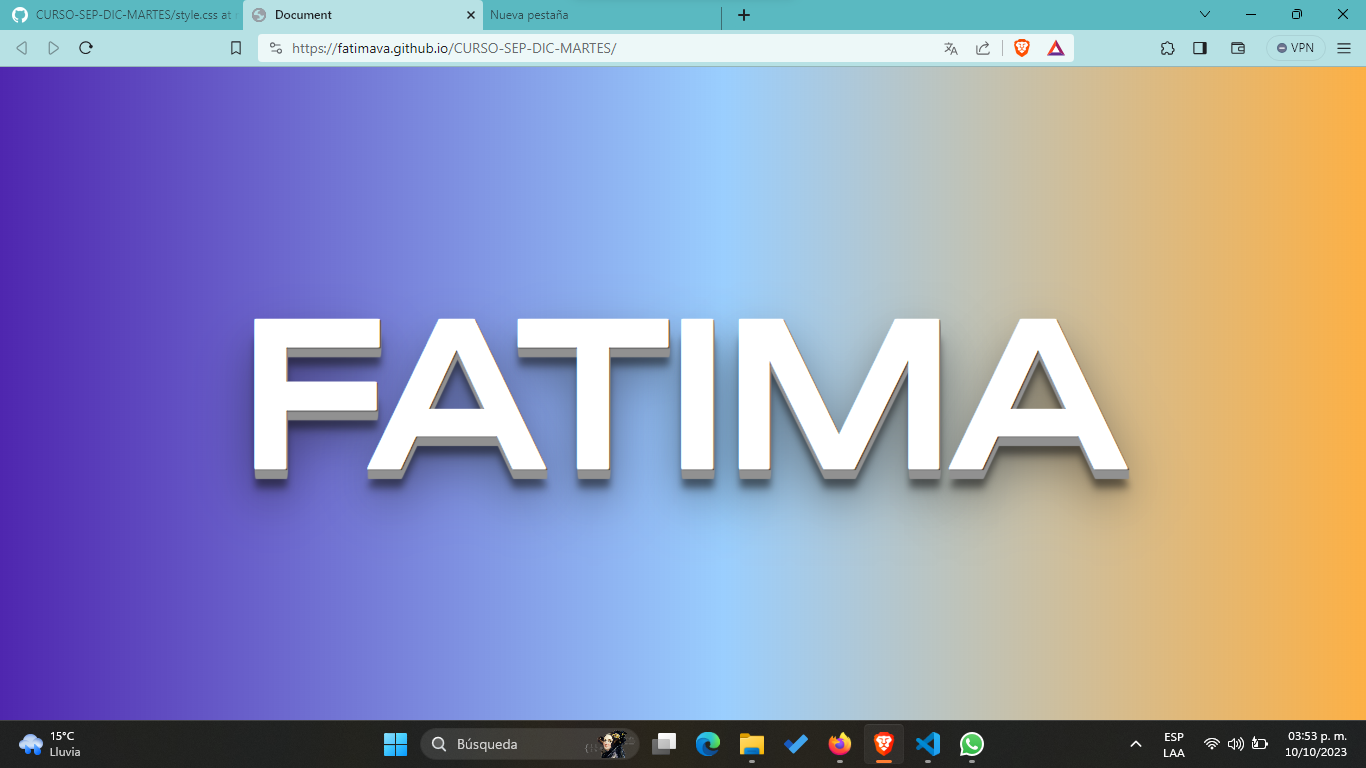 CURSO-SEP-DIC-MARTES/style.css at
Document
Nueva pestaña
https://fatimava.github.io/CURSO-SEP-DIC-MARTES/
VPN
FATIMA
15°C
Lluvia
Búsqueda
ESP
LAA
03:53 p. m.
10/10/2023